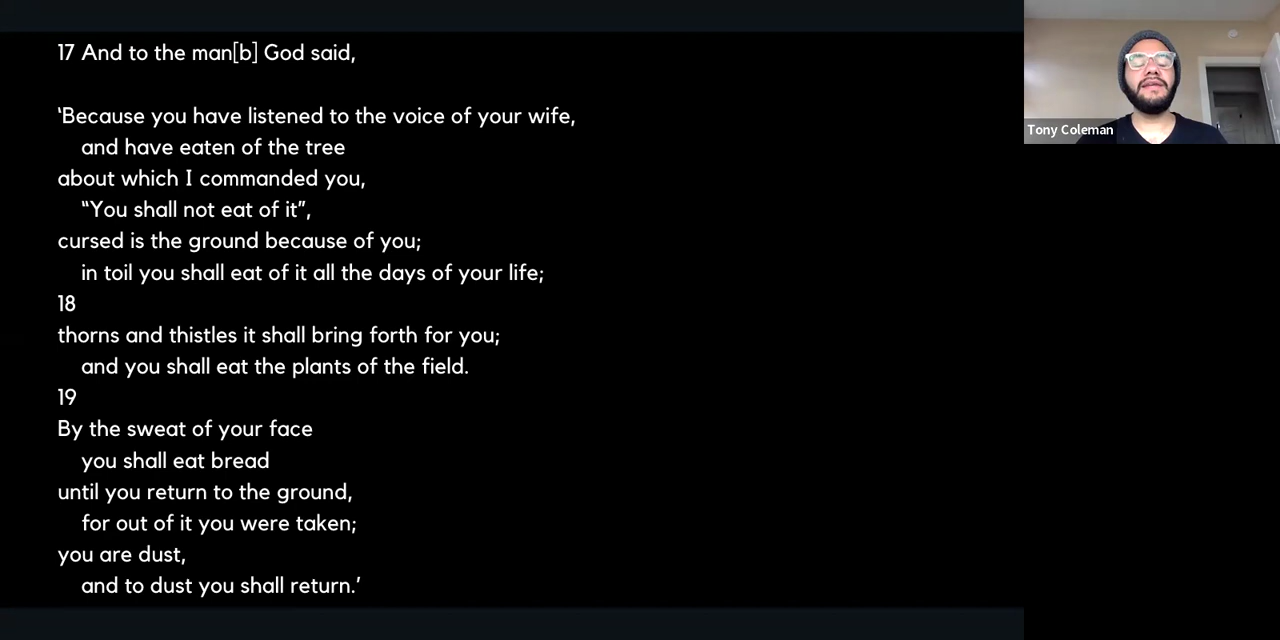 17 And to the man[b] God said,
‘Because you have listened to the voice of your wife,
and have eaten of the tree
about which I commanded you,
“You shall not eat of it”,
cursed is the ground because of you;
in toil you shall eat of it all the days of your life;
18
thorns and thistles it shall bring forth for you;
and you shall eat the plants of the field.
19
By the sweat of your face
you shall eat bread
until you return to the ground,
for out of it you were taken;
you are dust,
and to dust you shall return.’
Tony Coleman